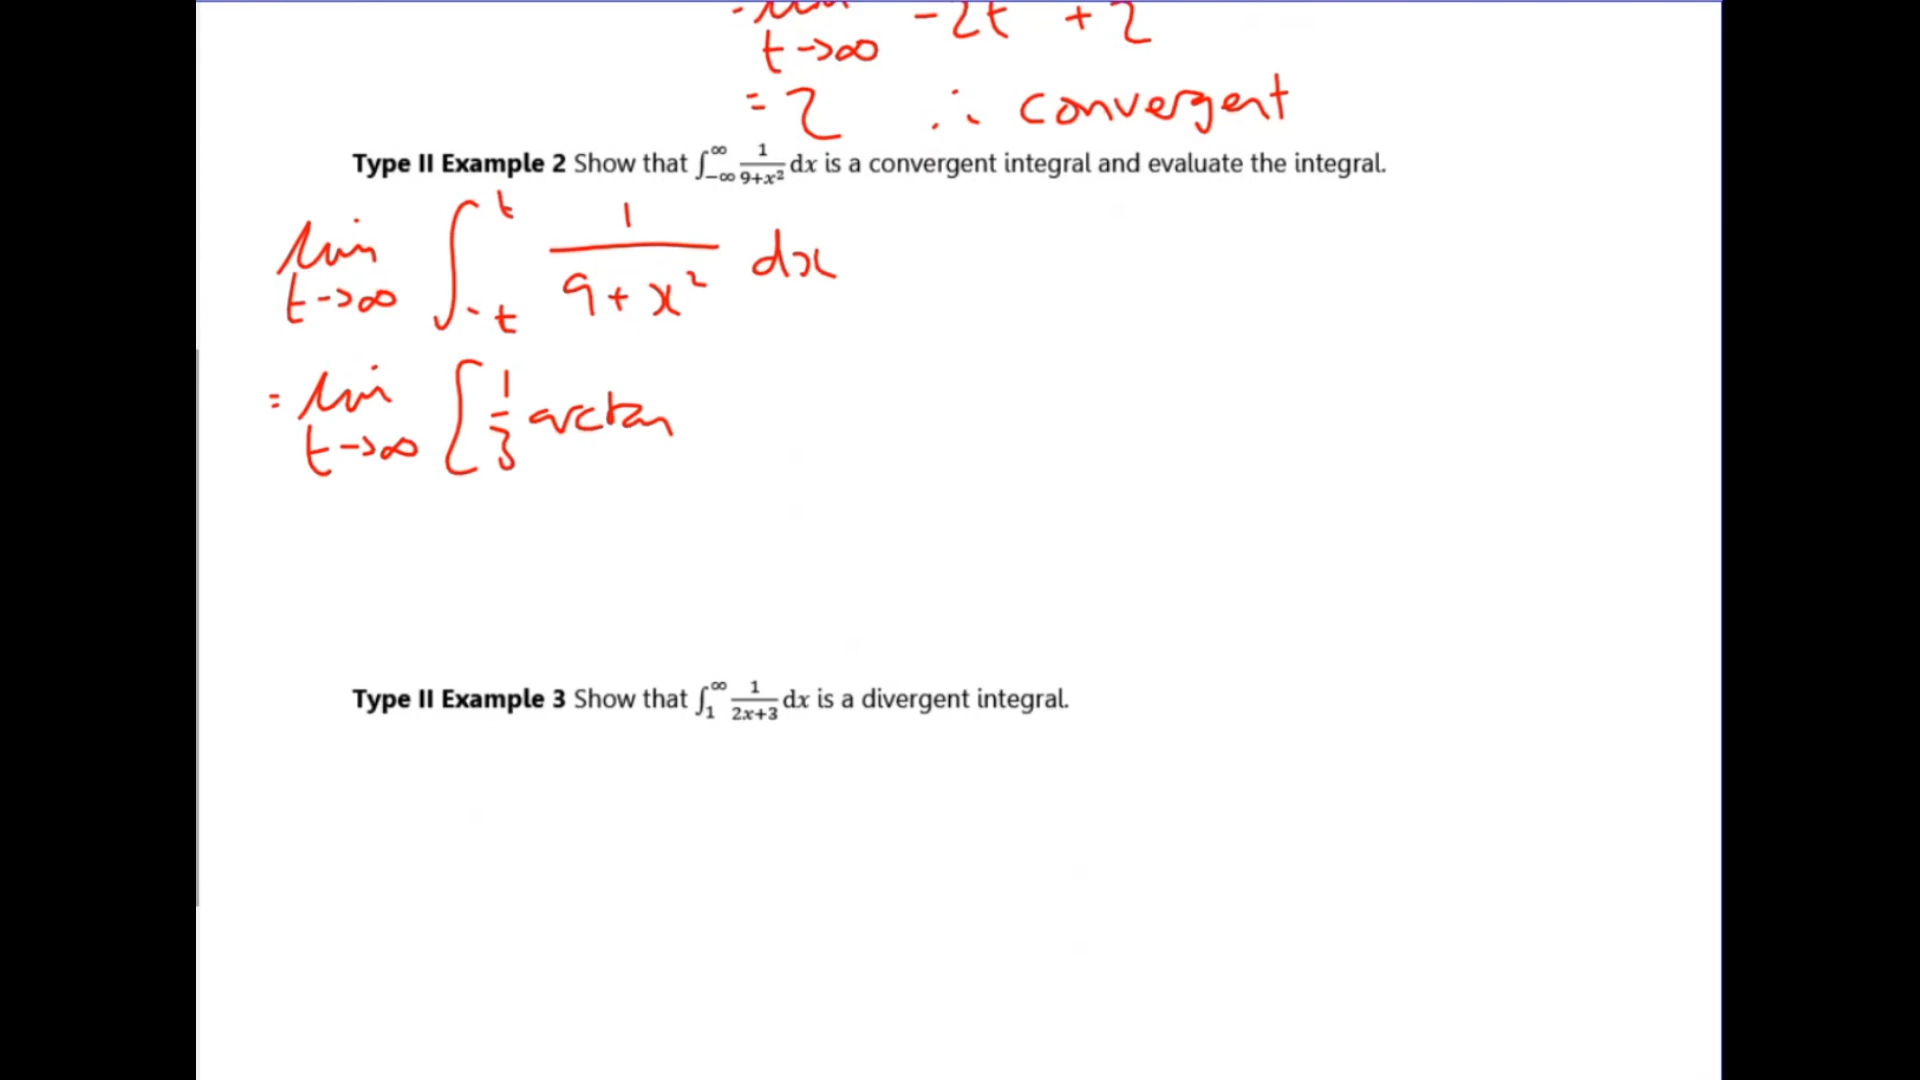 -2t + 2
t→∞
= 2 ∴ convergent
Type II Example 2 Show that ∫_{-∞}^{∞} 1/(9+x²) dx is a convergent integral and evaluate the integral.
lim t→∞ ∫_{-t}^{t} 1/(9+x²) dx
= lim t→∞ [1/3 arctan
Type II Example 3 Show that ∫_{1}^{∞} 1/(2x+3) dx is a divergent integral.